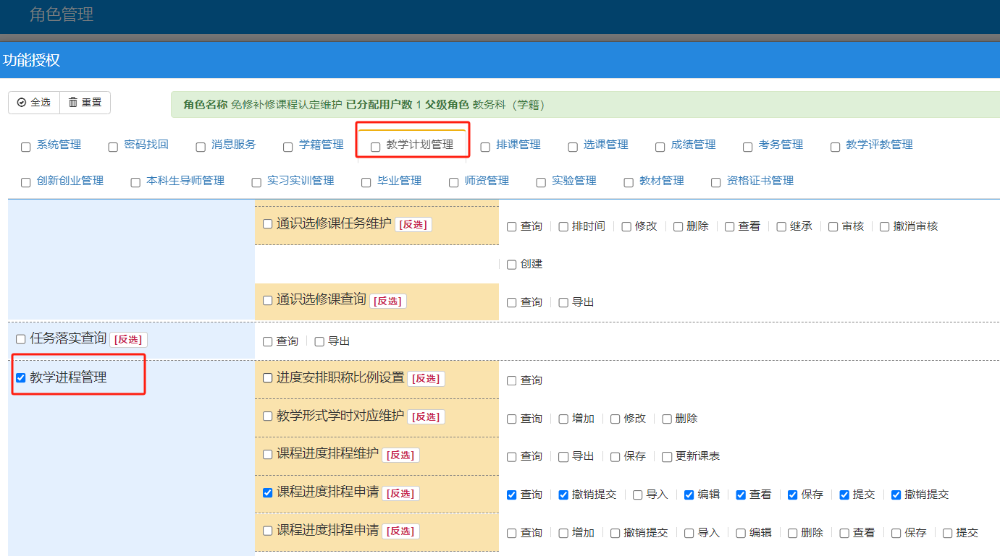 角色管理
功能授权
全选 重置 角色名称 免修补修课程认定维护 已分配用户数 1 父级角色 教务科（学籍）
系统管理 密码找回 消息服务 学籍管理 教学计划管理 排课管理 选课管理 成绩管理 考务管理 教学评教管理
创新创业管理 本科生导师管理 实习实训管理 毕业管理 师资管理 实验管理 教材管理 资格证书管理
通识选修课任务维护 [反选] 查询 排时间 修改 删除 查看 继承 审核 撤消审核
创建
通识选修课查询 [反选] 查询 导出
任务落实查询 [反选] 查询 导出
教学进程管理 进度安排职称比例设置 [反选] 查询
教学形式学时对应维护 [反选] 查询 增加 修改 删除
课程进度排程维护 [反选] 查询 导出 保存 更新课表
课程进度排程申请 [反选] 查询 撤销提交 导入 编辑 查看 保存 提交 撤销提交
课程进度排程申请 [反选] 查询 增加 撤销提交 导入 编辑 删除 查看 保存 提交